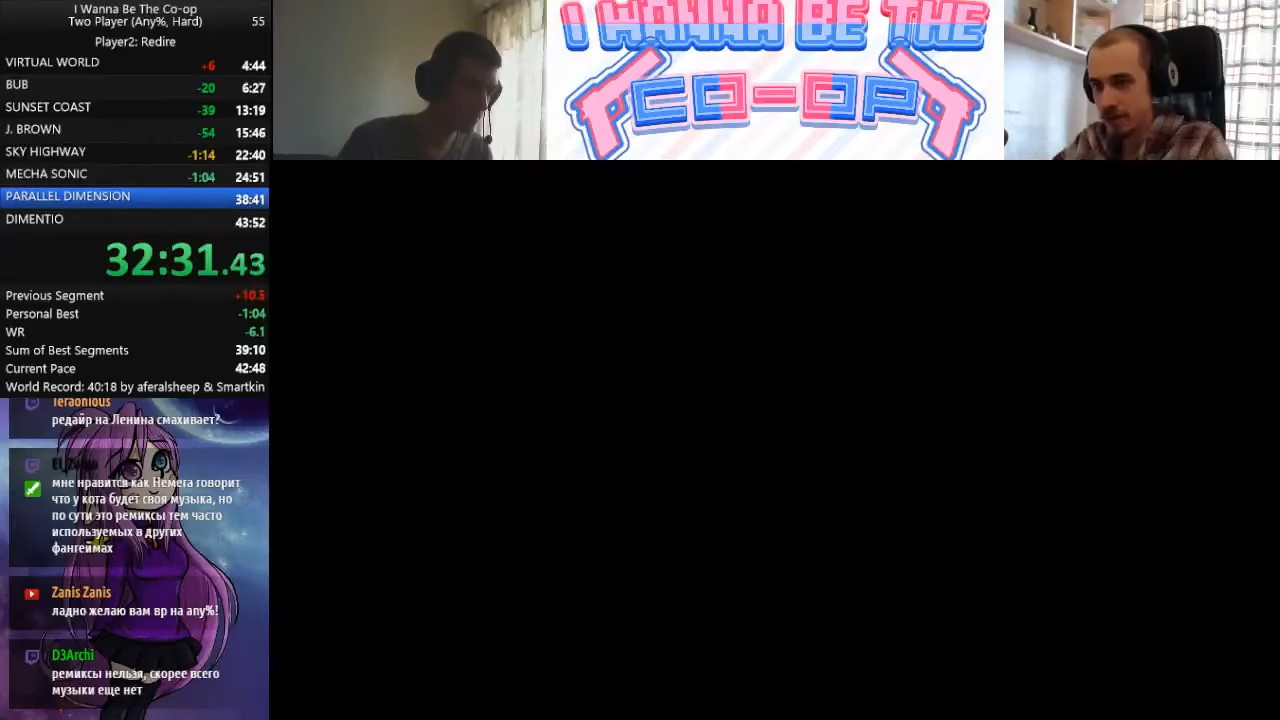 I Wanna Be The Co-op
Two Player (Any%, Hard) 55
Player2: Redire
VIRTUAL WORLD +6 4:44
BUB -20 6:27
SUNSET COAST -39 13:19
J. BROWN -54 15:46
SKY HIGHWAY -1:14 22:40
MECHA SONIC -1:04 24:51
PARALLEL DIMENSION 38:41
DIMENTIO 43:52
32:31.43
Previous Segment +10.5
Personal Best -1:04
WR -6.1
Sum of Best Segments 39:10
Current Pace 42:48
World Record: 40:18 by aferalsheep & Smartkin
Teraonious
редайр на Ленина смахивает?
мне нравится как Немега говорит
что у кота будет своя музыка, но
по сути это ремиксы тем часто
используемых в других
фангеймах
Zanis Zanis
ладно желаю вам вр на any%!
D3Archi
ремиксы нельзя, скорее всего
музыки еще нет
I WANNA BE THE
CO-OP